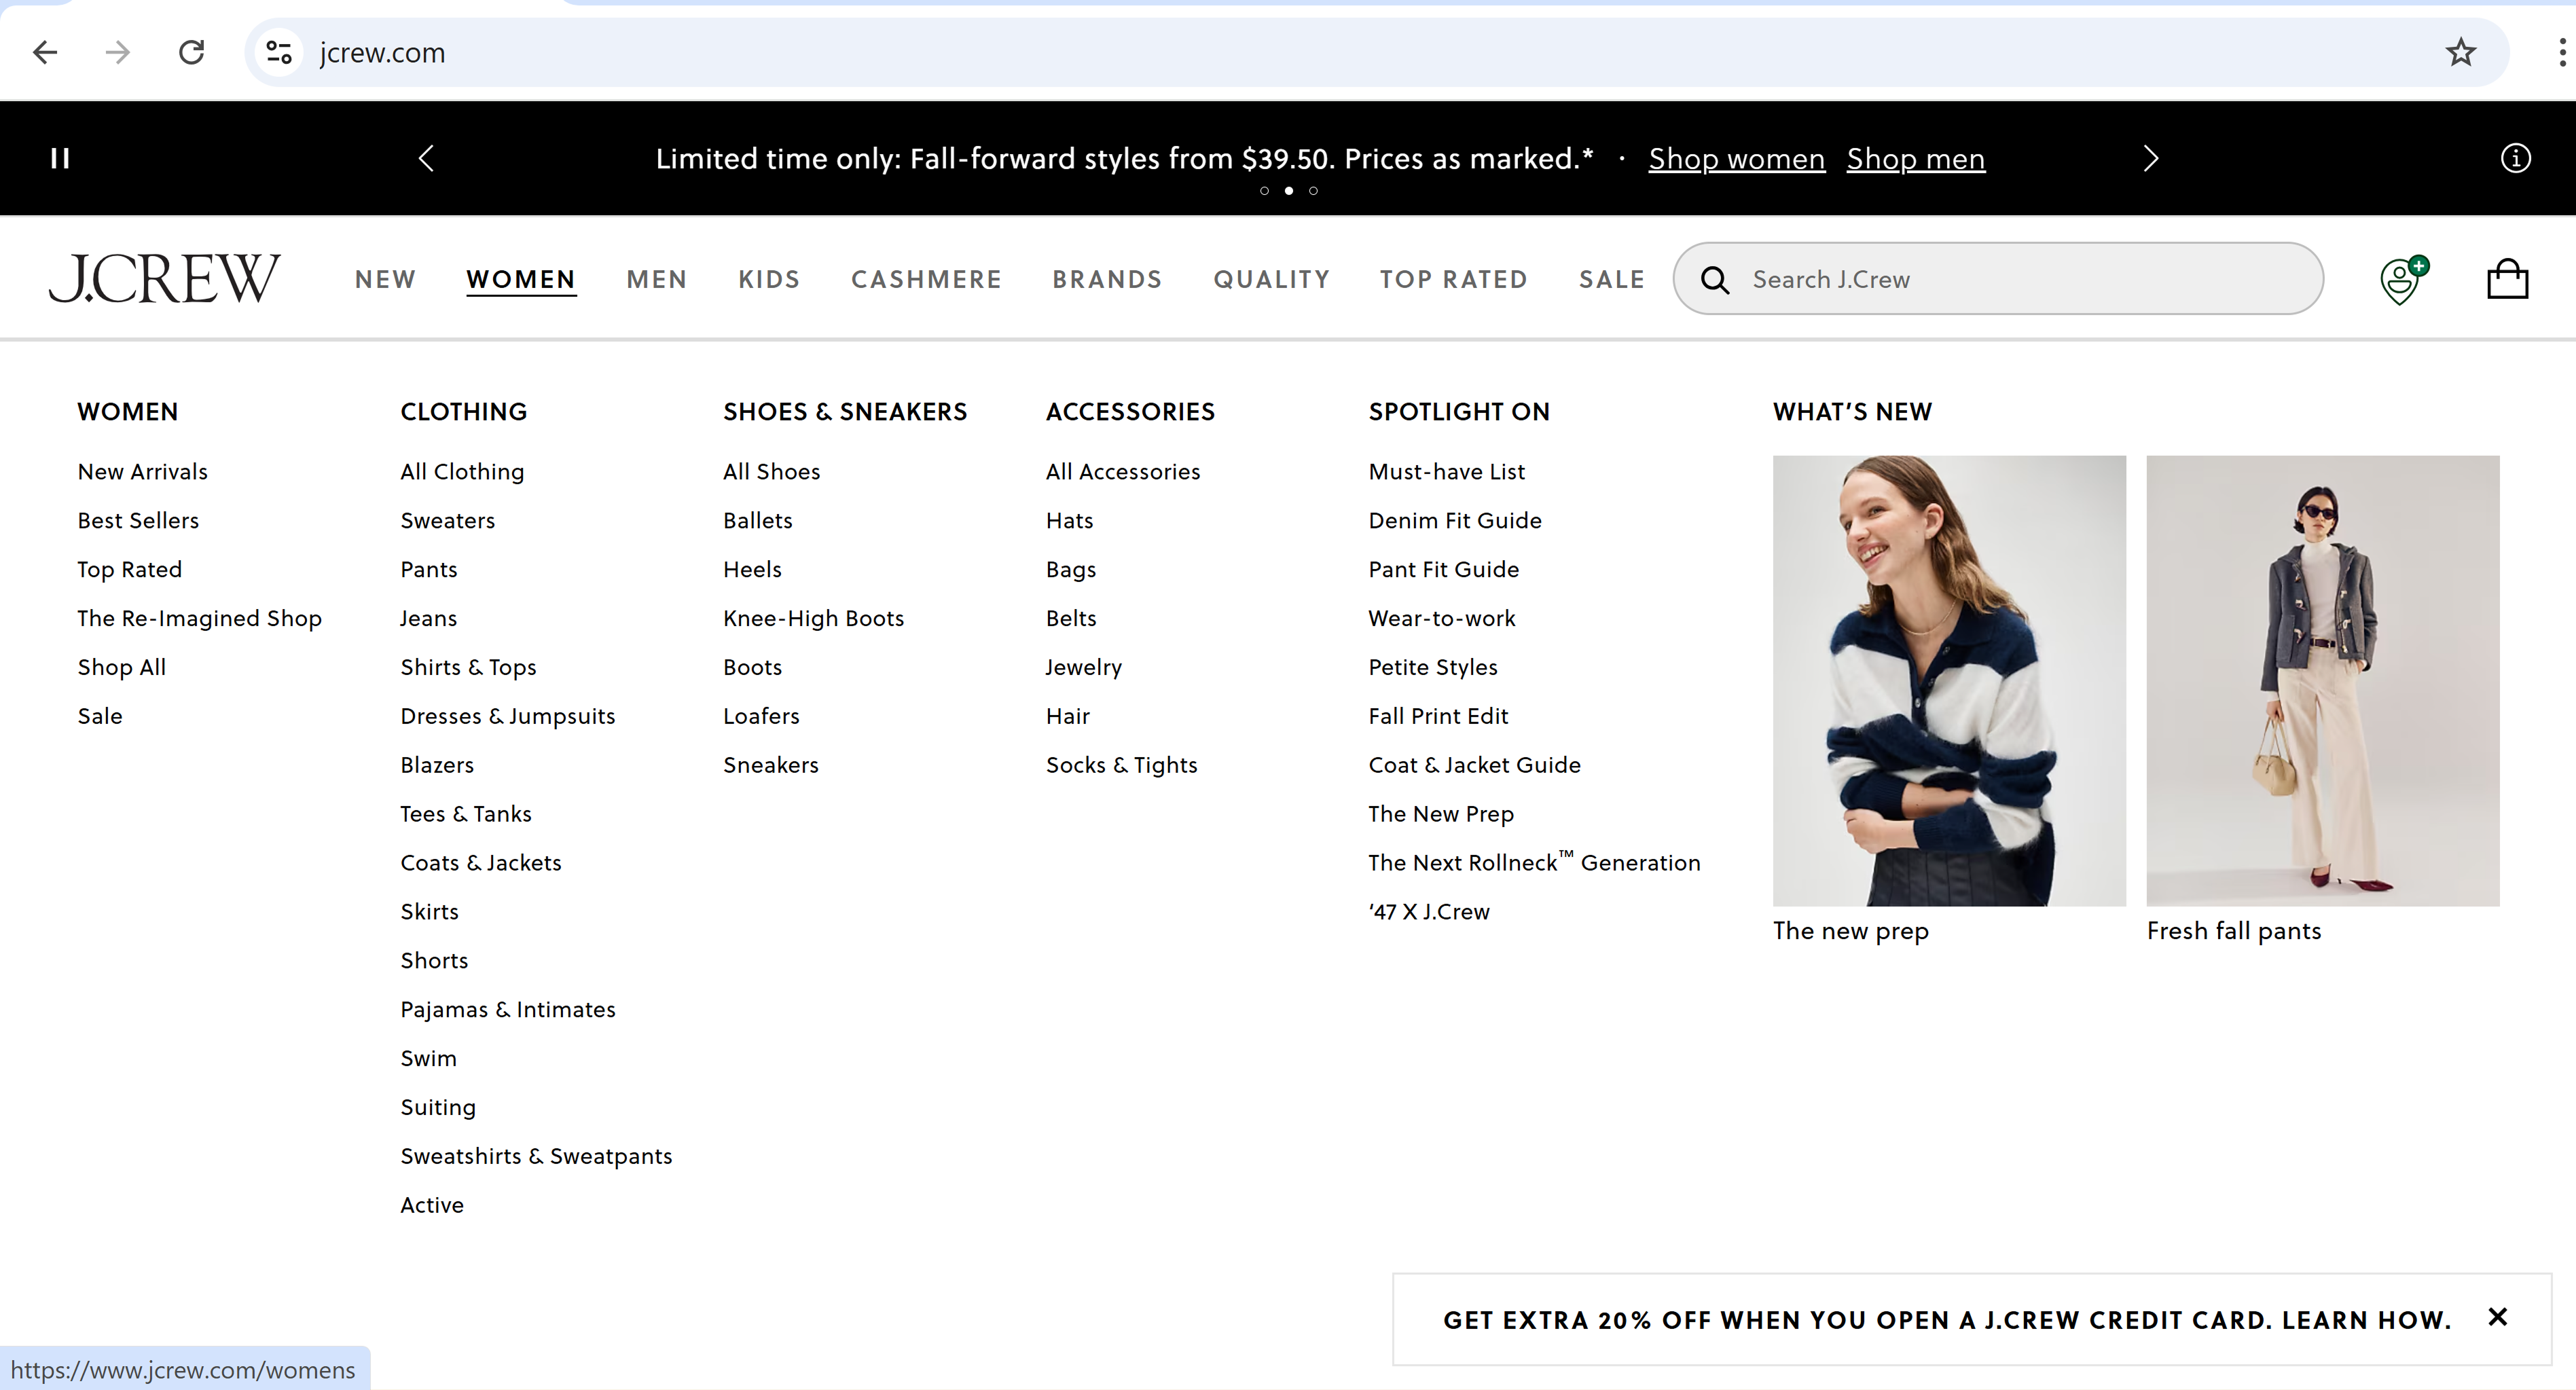 jcrew.com
Limited time only: Fall-forward styles from $39.50. Prices as marked.* · Shop women Shop men
J.CREW NEW WOMEN MEN KIDS CASHMERE BRANDS QUALITY TOP RATED SALE Search J.Crew
WOMEN
New Arrivals
Best Sellers
Top Rated
The Re-Imagined Shop
Shop All
Sale
CLOTHING
All Clothing
Sweaters
Pants
Jeans
Shirts & Tops
Dresses & Jumpsuits
Blazers
Tees & Tanks
Coats & Jackets
Skirts
Shorts
Pajamas & Intimates
Swim
Suiting
Sweatshirts & Sweatpants
Active
SHOES & SNEAKERS
All Shoes
Ballets
Heels
Knee-High Boots
Boots
Loafers
Sneakers
ACCESSORIES
All Accessories
Hats
Bags
Belts
Jewelry
Hair
Socks & Tights
SPOTLIGHT ON
Must-have List
Denim Fit Guide
Pant Fit Guide
Wear-to-work
Petite Styles
Fall Print Edit
Coat & Jacket Guide
The New Prep
The Next Rollneck™ Generation
'47 X J.Crew
WHAT'S NEW
The new prep
Fresh fall pants
GET EXTRA 20% OFF WHEN YOU OPEN A J.CREW CREDIT CARD. LEARN HOW.
https://www.jcrew.com/womens